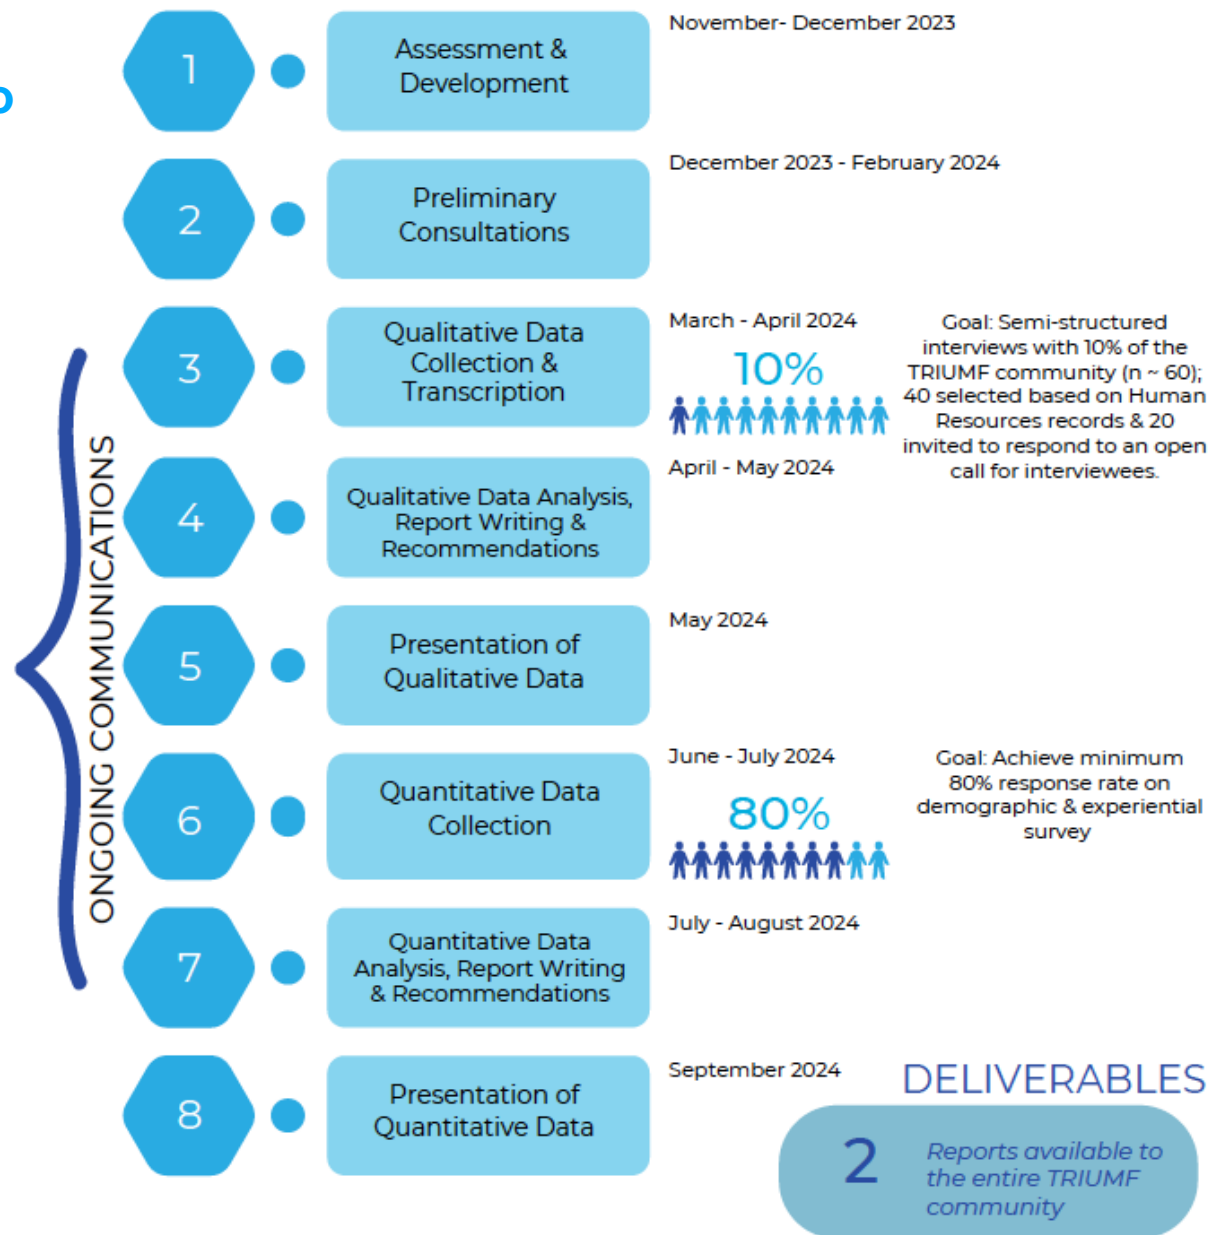 o
1
Assessment &
Development
November- December 2023
2
Preliminary
Consultations
December 2023 - February 2024
ONGOING COMMUNICATIONS
3
Qualitative Data
Collection &
Transcription
March - April 2024
10%
Goal: Semi-structured
interviews with 10% of the
TRIUMF community (n ~ 60);
40 selected based on Human
Resources records & 20
invited to respond to an open
call for interviewees.
4
Qualitative Data Analysis,
Report Writing &
Recommendations
April - May 2024
5
Presentation of
Qualitative Data
May 2024
6
Quantitative Data
Collection
June - July 2024
80%
Goal: Achieve minimum
80% response rate on
demographic & experiential
survey
7
Quantitative Data
Analysis, Report Writing
& Recommendations
July - August 2024
8
Presentation of
Quantitative Data
September 2024
DELIVERABLES
2
Reports available to
the entire TRIUMF
community